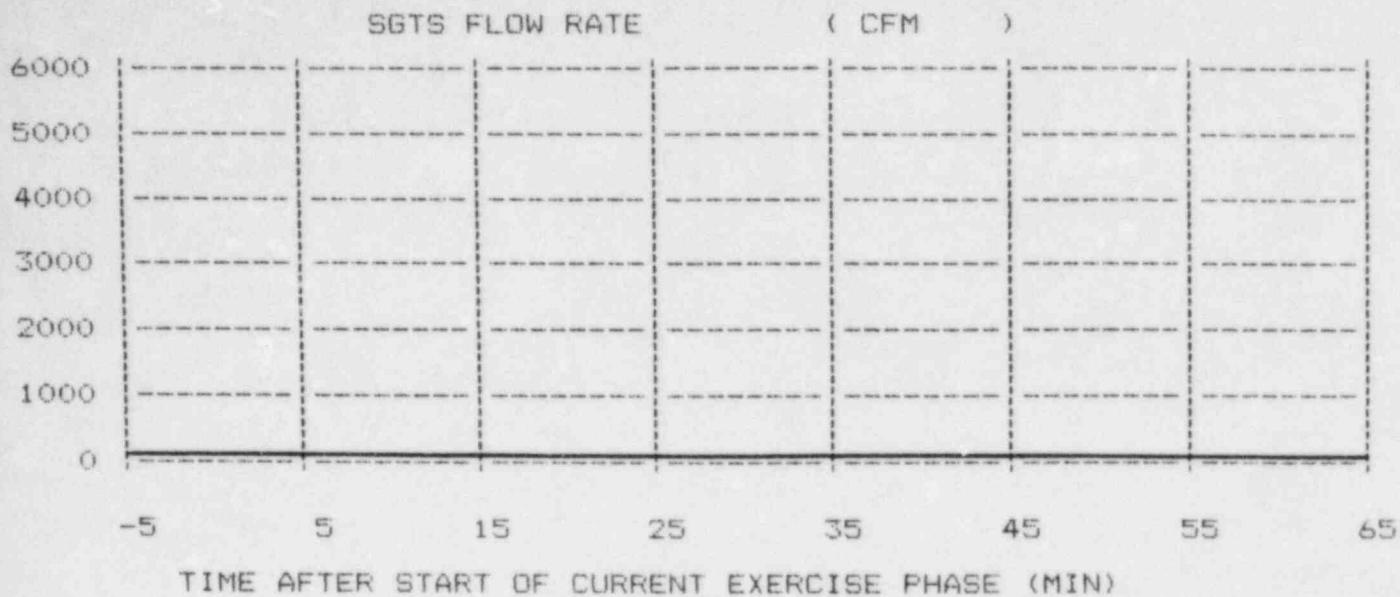 SGTS FLOW RATE ( CFM )
6000
5000
4000
3000
2000
1000
0
-5 5 15 25 35 45 55 65
TIME AFTER START OF CURRENT EXERCISE PHASE (MIN)